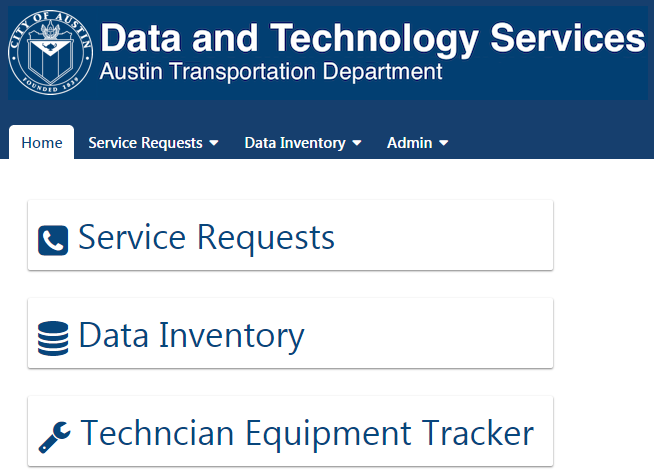 CITY OF AUSTIN
FOUNDED 1839
Data and Technology Services
Austin Transportation Department
Home Service Requests Data Inventory Admin
Service Requests
Data Inventory
Techncian Equipment Tracker